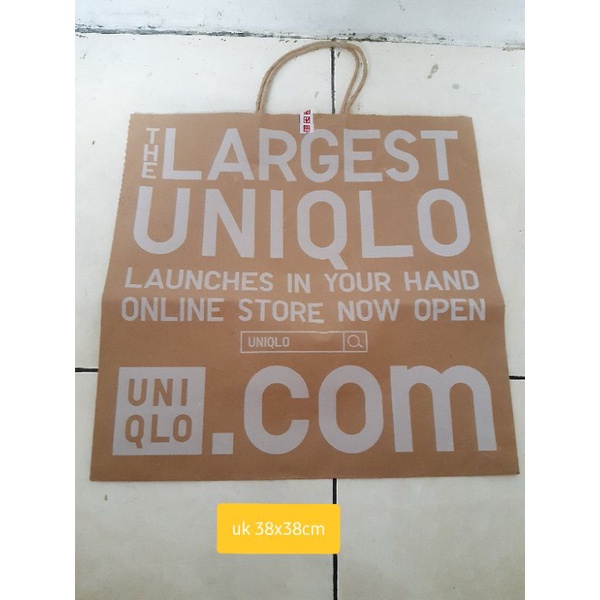 THE LARGEST
UNIQLO
LAUNCHES IN YOUR HAND
ONLINE STORE NOW OPEN
UNIQLO
UNI
QLO
.com
uk 38x38cm